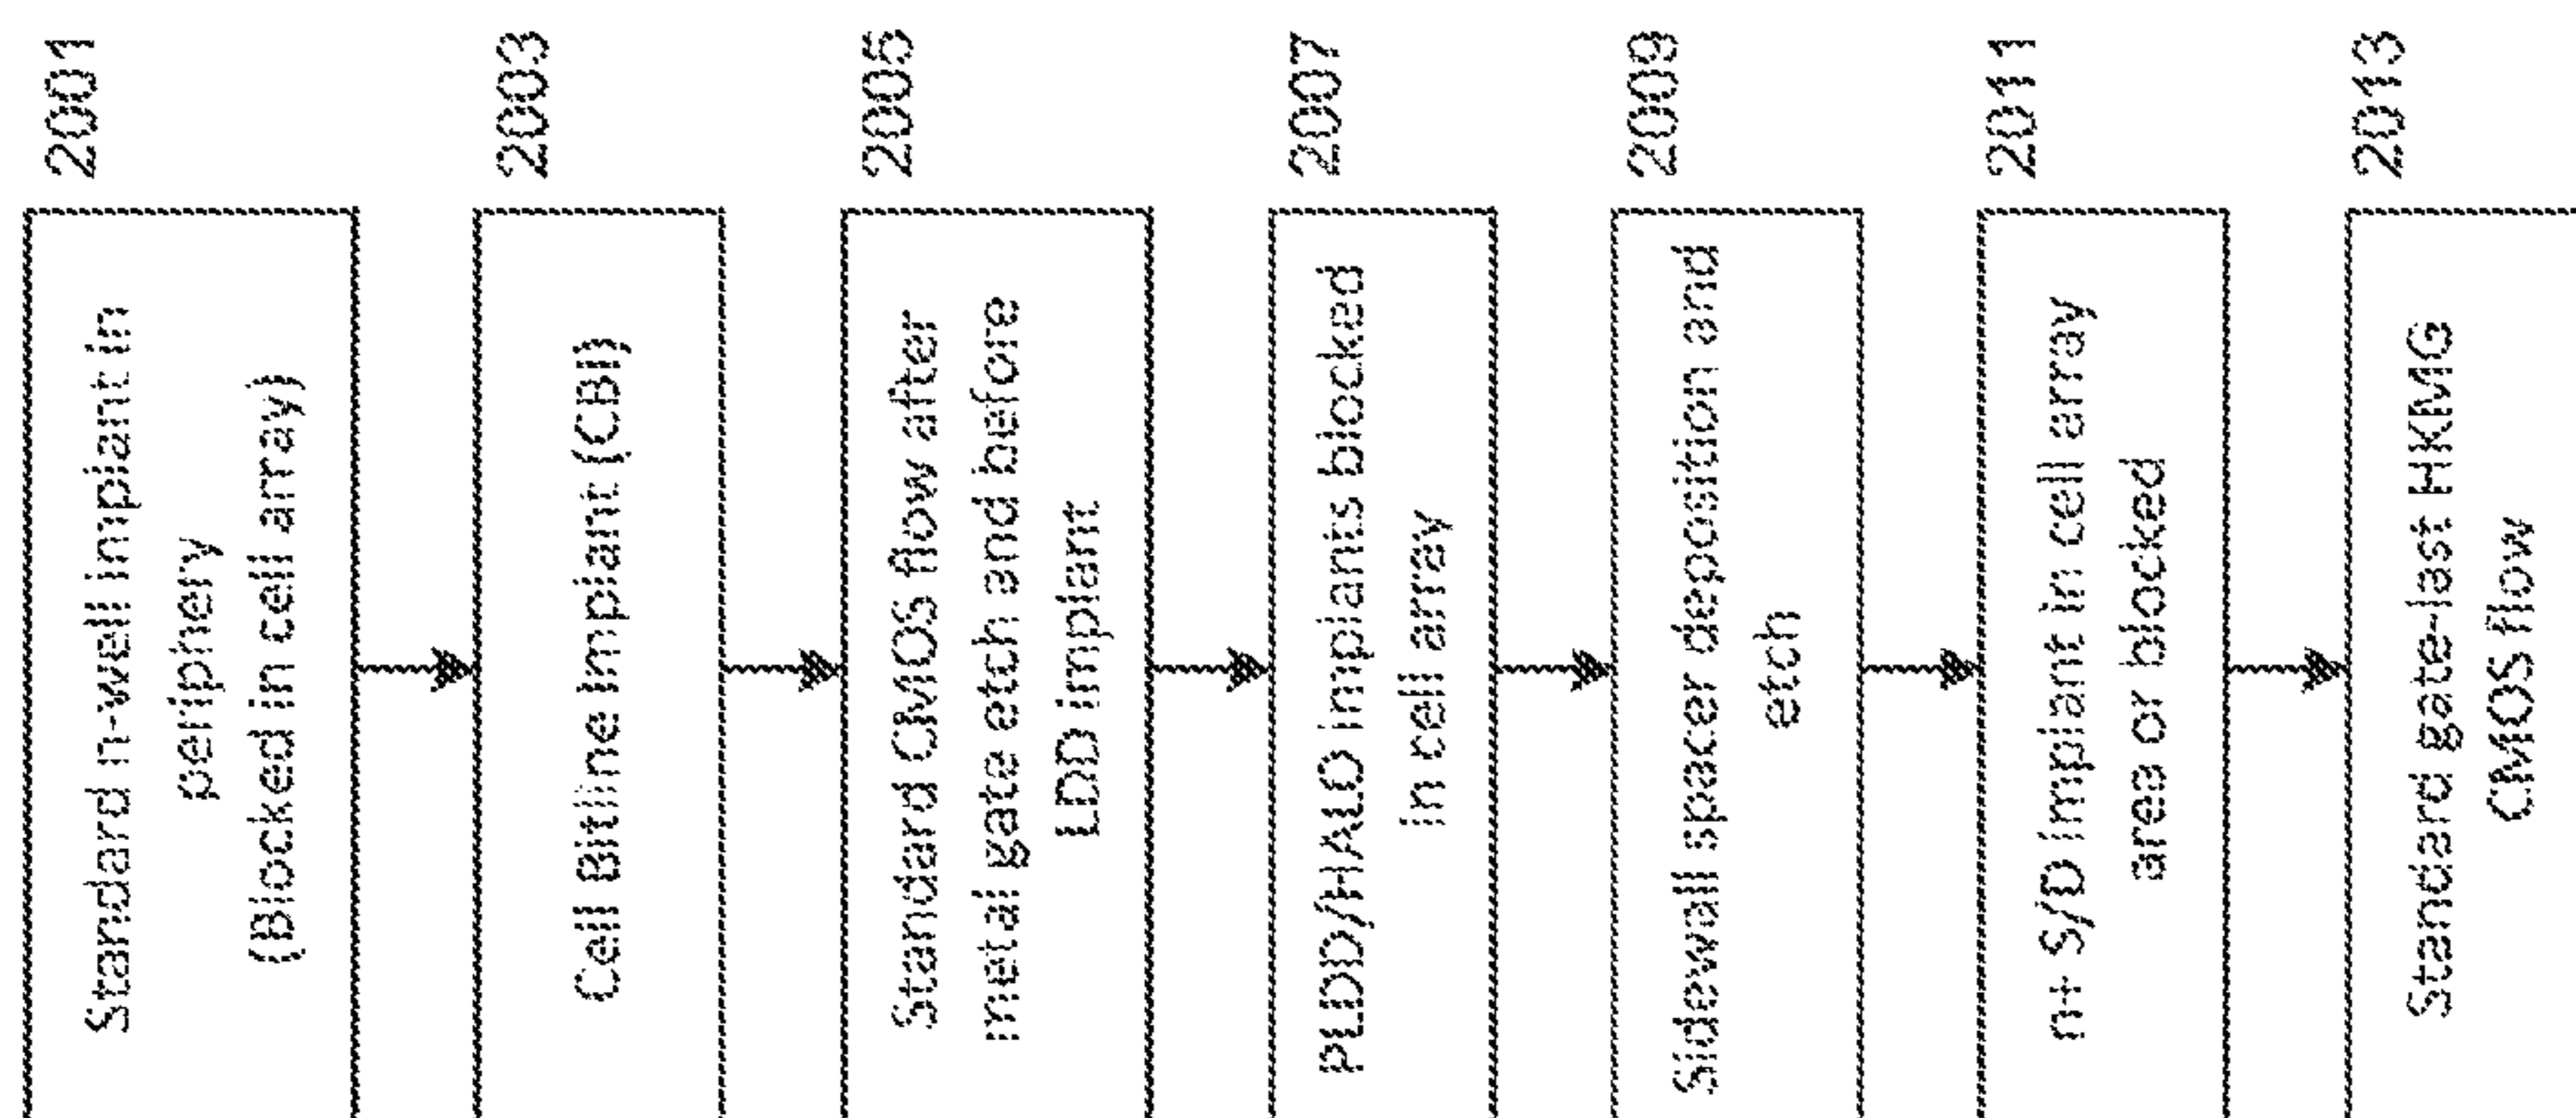 2001
Standard n-well implant in
periphery
(Blocked in cell array)
2003
Cell Bitline Implant (CBI)
2005
Standard CMOS flow after
metal gate etch and before
LDD implant
2007
PLDD/HALO implants blocked
in cell array
2009
Sidewall spacer deposition and
etch
2011
n+ S/D implant in cell array
area or blocked
2013
Standard gate-last HKMG
CMOS flow